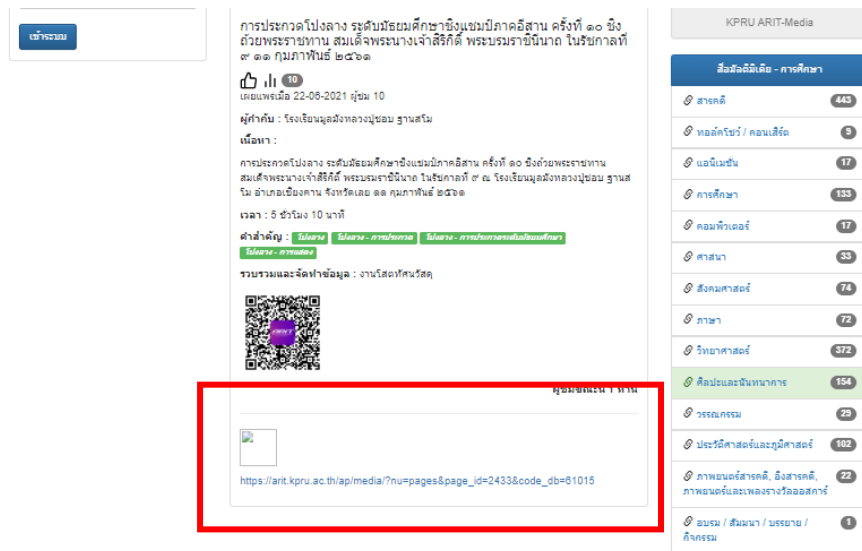 เข้าระบบ
การประกวดโปงลาง ระดับมัธยมศึกษาชิงแชมป์ภาคอีสาน ครั้งที่ ๑๐ ชิง
ถ้วยพระราชทาน สมเด็จพระนางเจ้าสิริกิติ์ พระบรมราชินีนาถ ในรัชกาลที่
๙ ๑๑ กุมภาพันธ์ ๒๕๖๑
10
เผยแพร่เมื่อ 22-06-2021 ผู้ชม 10
ผู้กำกับ : โรงเรียนมูลมังหลวงปู่ชอบ ฐานสโม
เนื้อหา :
การประกวดโปงลาง ระดับมัธยมศึกษาชิงแชมป์ภาคอีสาน ครั้งที่ ๑๐ ชิงถ้วยพระราชทาน
สมเด็จพระนางเจ้าสิริกิติ์ พระบรมราชินีนาถ ในรัชกาลที่ ๙ ณ โรงเรียนมูลมังหลวงปู่ชอบ ฐานส
โม อำเภอเชียงคาน จังหวัดเลย ๑๑ กุมภาพันธ์ ๒๕๖๑
เวลา : 5 ชั่วโมง 10 นาที
คำสำคัญ : โปงลาง โปงลาง - การประกวด โปงลาง - การประกวดระดับมัธยมศึกษา
โปงลาง - การแสดง
รวบรวมและจัดทำข้อมูล : งานโสตทัศนวัสดุ
ARIT
ผู้ชมขณะนี้ 1 ท่าน
https://arit.kpru.ac.th/ap/media/?nu=pages&page_id=2433&code_db=61015
KPRU ARIT-Media
สื่อมัลติมีเดีย - การศึกษา
สารคดี 443
ทอล์คโชว์ / คอนเสิร์ต 9
แอนิเมชั่น 17
การศึกษา 133
คอมพิวเตอร์ 17
ศาสนา 33
สังคมศาสตร์ 74
ภาษา 72
วิทยาศาสตร์ 372
ศิลปะและนันทนาการ 154
วรรณกรรม 29
ประวัติศาสตร์และภูมิศาสตร์ 102
ภาพยนตร์สารคดี, อิงสารคดี, 22
ภาพยนตร์และเพลงรางวัลออสการ์
อบรม / สัมมนา / บรรยาย / 1
กิจกรรม